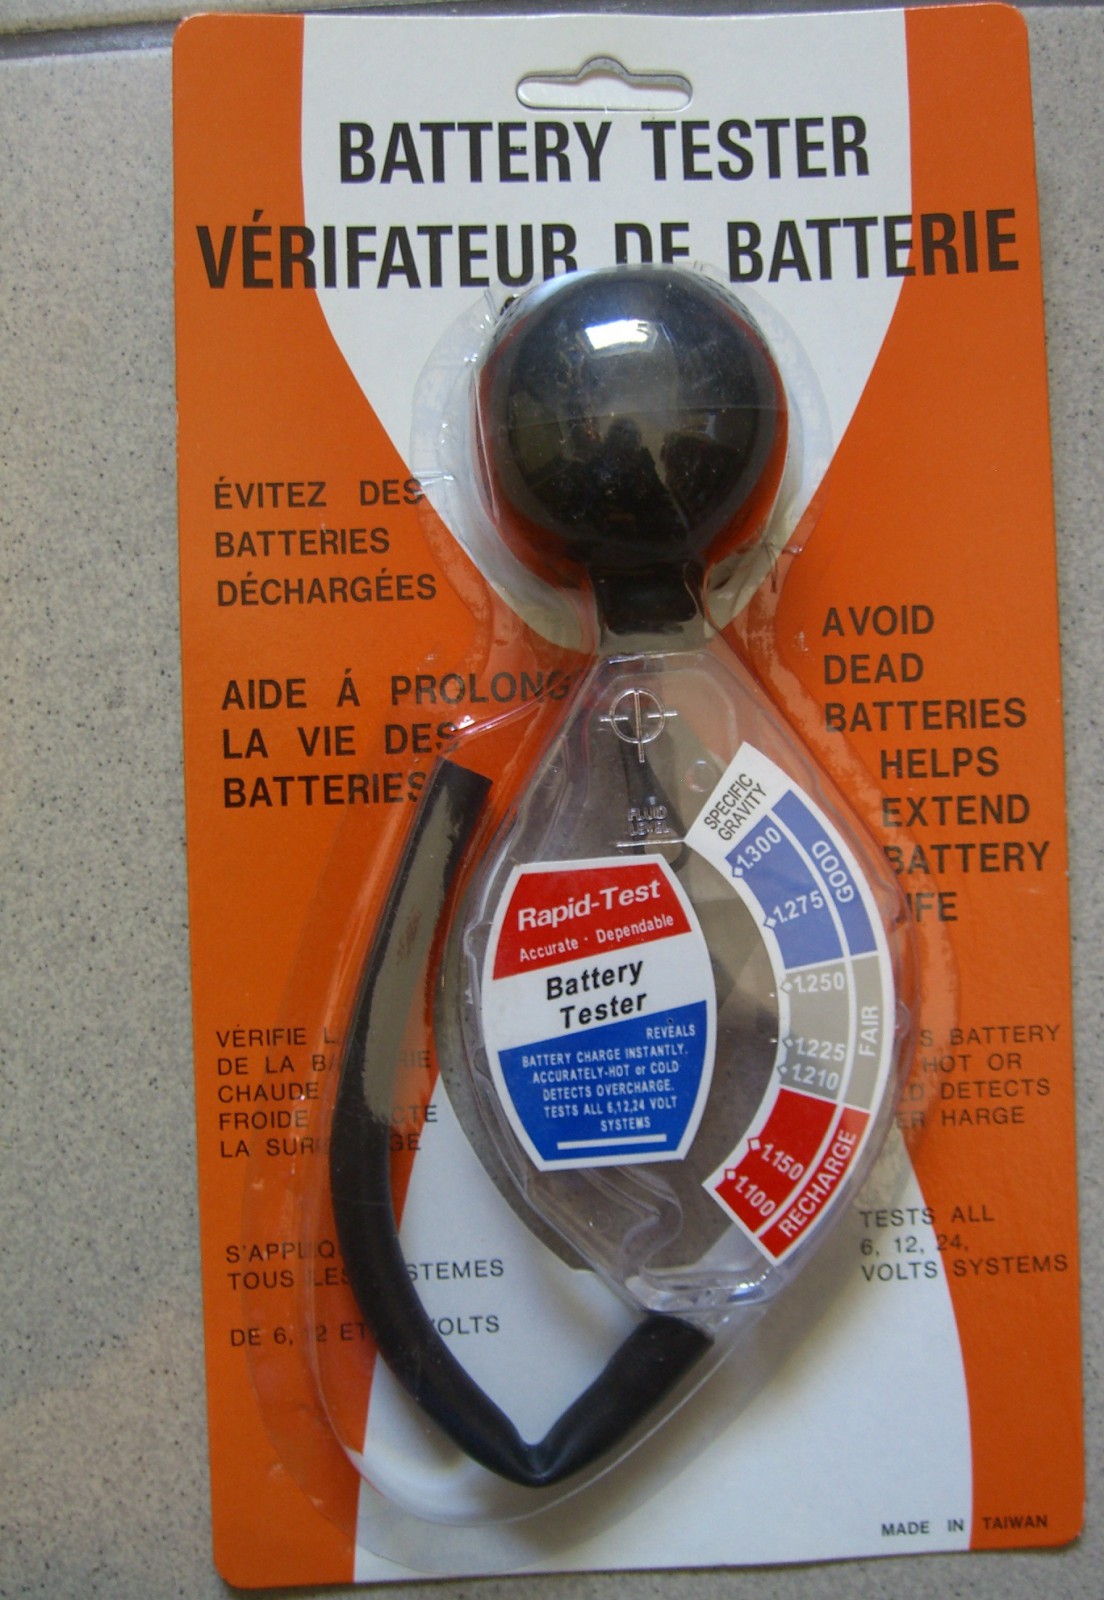 BATTERY TESTER
VÉRIFATEUR DE BATTERIE
ÉVITEZ DES
BATTERIES
DÉCHARGÉES
AIDE Á PROLONG
LA VIE DES
BATTERIES
AVOID
DEAD
BATTERIES
HELPS
EXTEND
BATTERY
IFE
FLUID
LEVEL
SPECIFIC
GRAVITY
1.300
1.275
GOOD
1.250
1.225
1.210
FAIR
1.150
1.100
RECHARGE
Rapid-Test
Accurate · Dependable
Battery
Tester
REVEALS
BATTERY CHARGE INSTANTLY.
ACCURATELY-HOT or COLD
DETECTS OVERCHARGE.
TESTS ALL 6,12,24 VOLT
SYSTEMS
VÉRIFIE
DE LA
CHAUDE
FROIDE
LA
S BATTERY
HOT OR
DETECTS
HARGE
TESTS ALL
6, 12, 24,
VOLTS SYSTEMS
TOUS LES STEMES
DE 6, 12 ET VOLTS
MADE IN TAIWAN